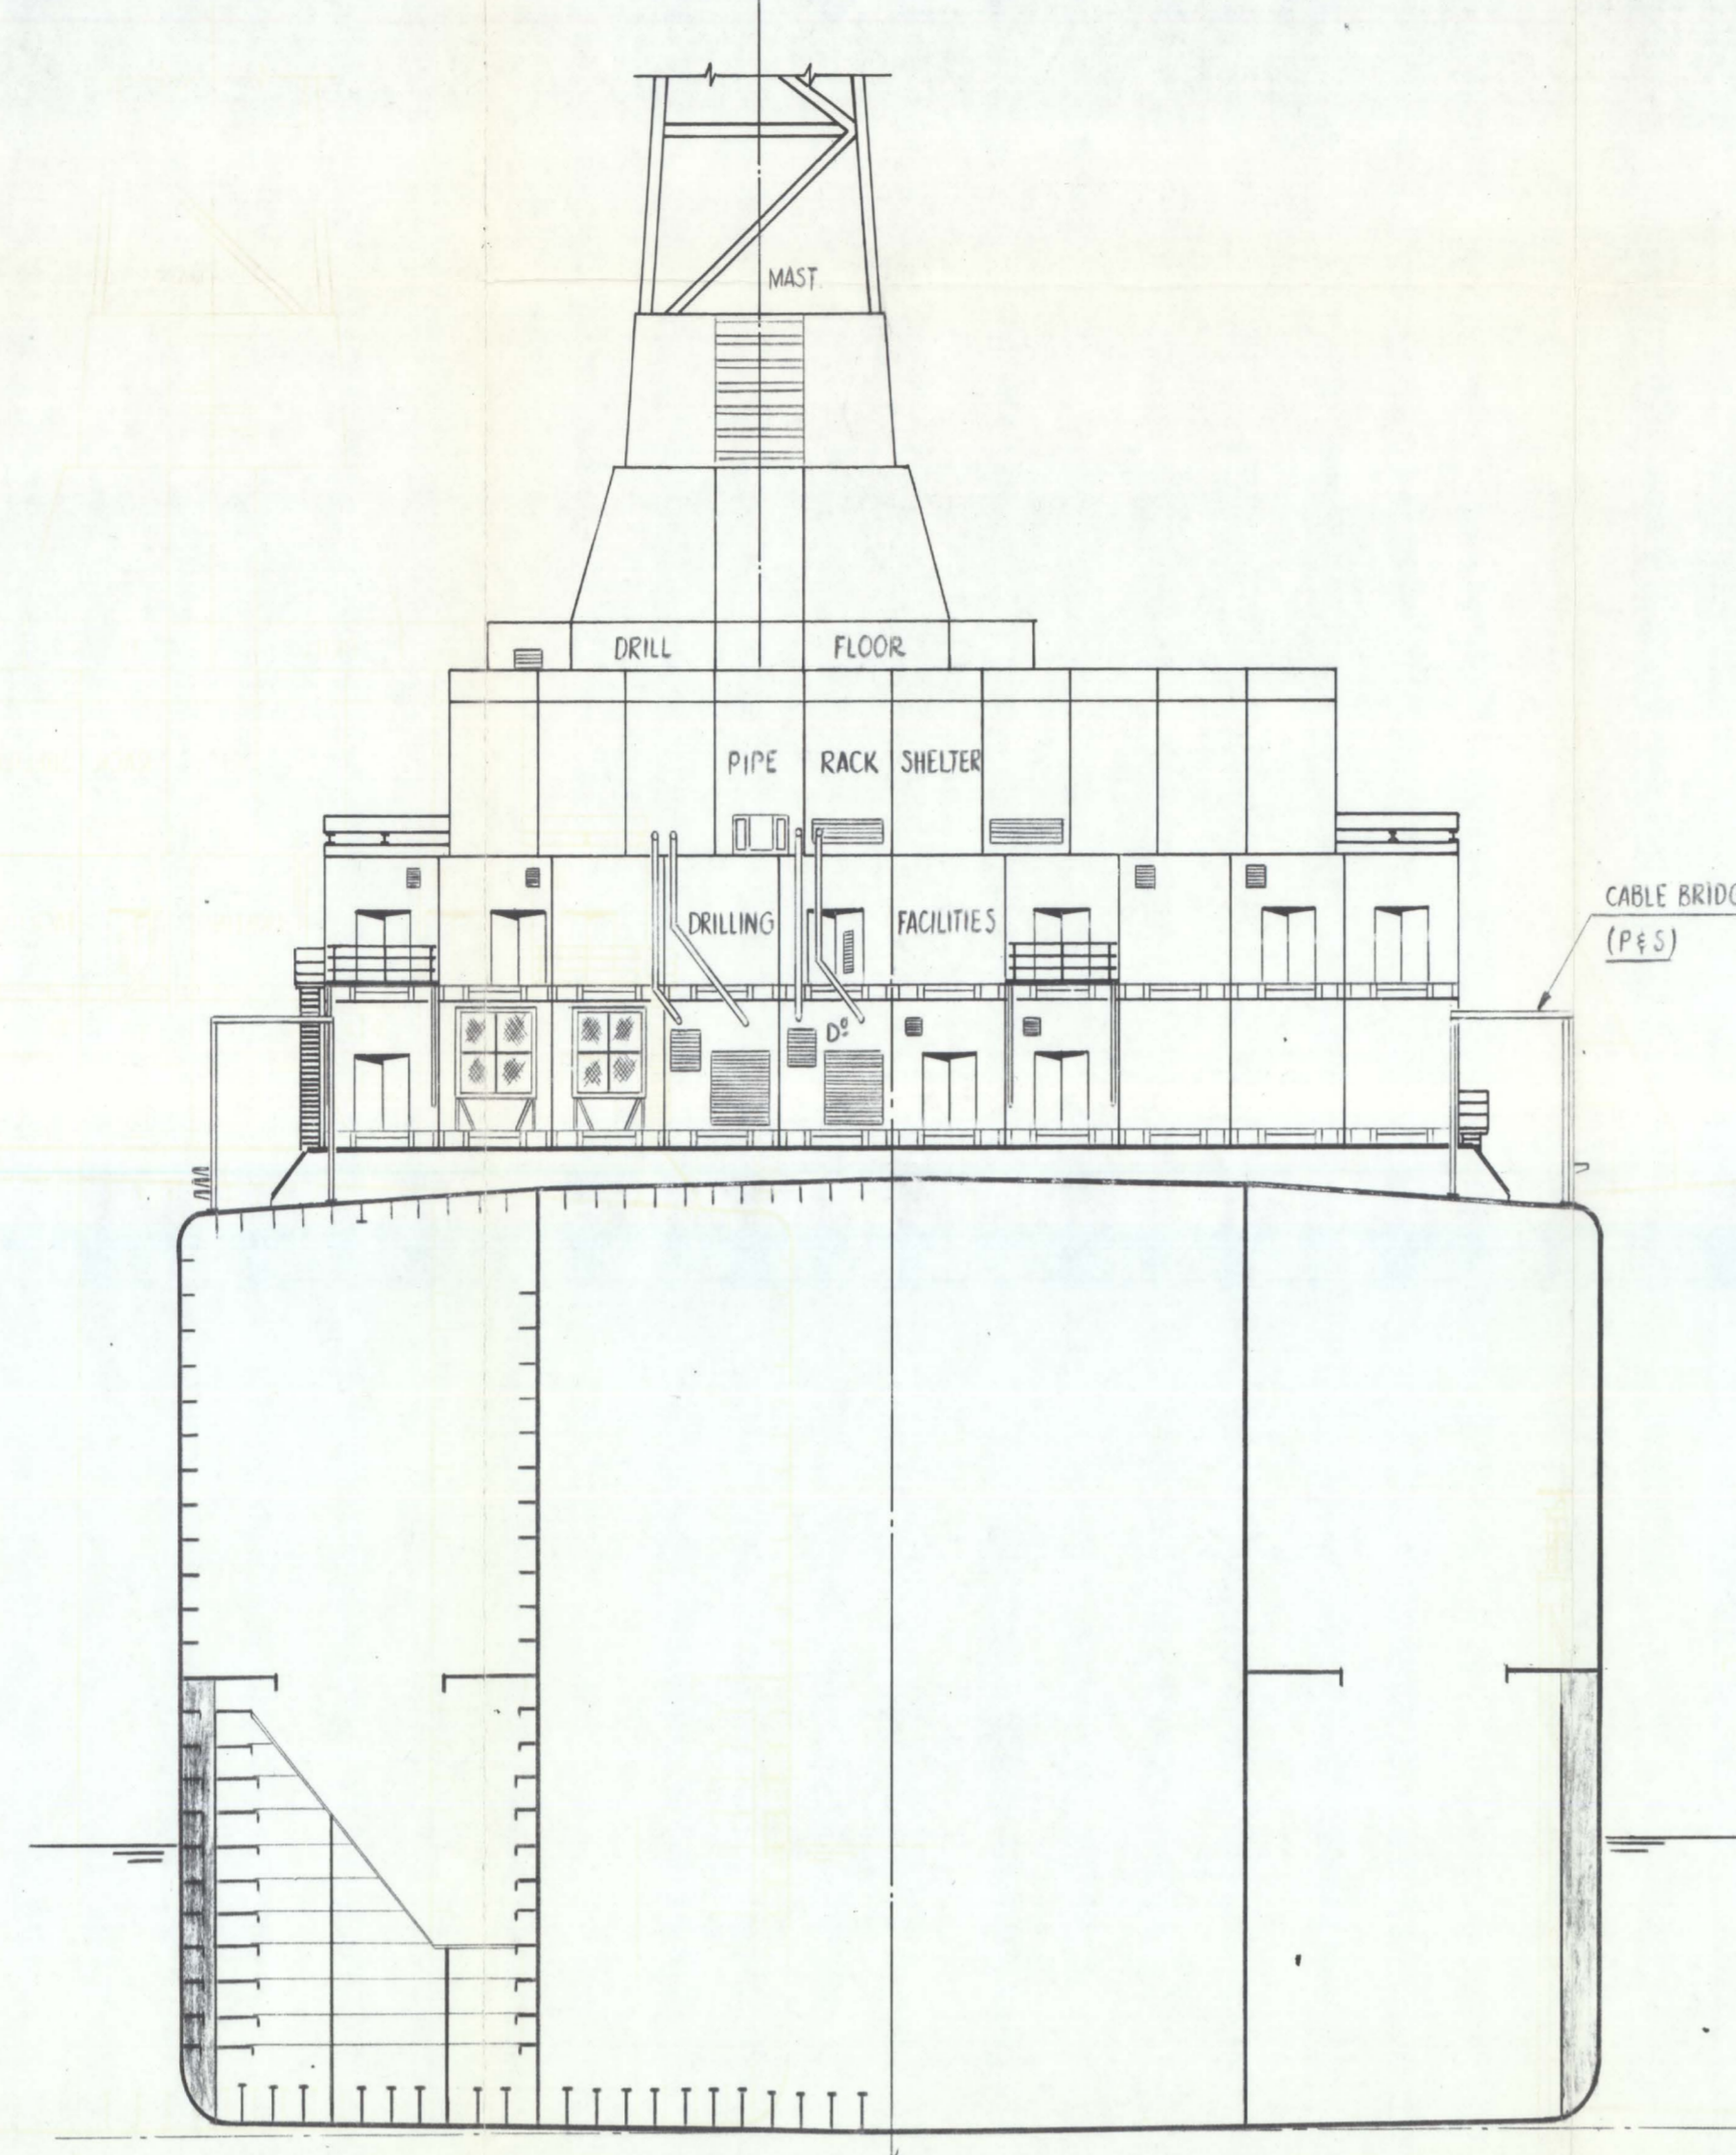 MAST.
DRILL FLOOR
PIPE RACK SHELTER
DRILLING FACILITIES
CABLE BRIDG
(P & S)
Dº